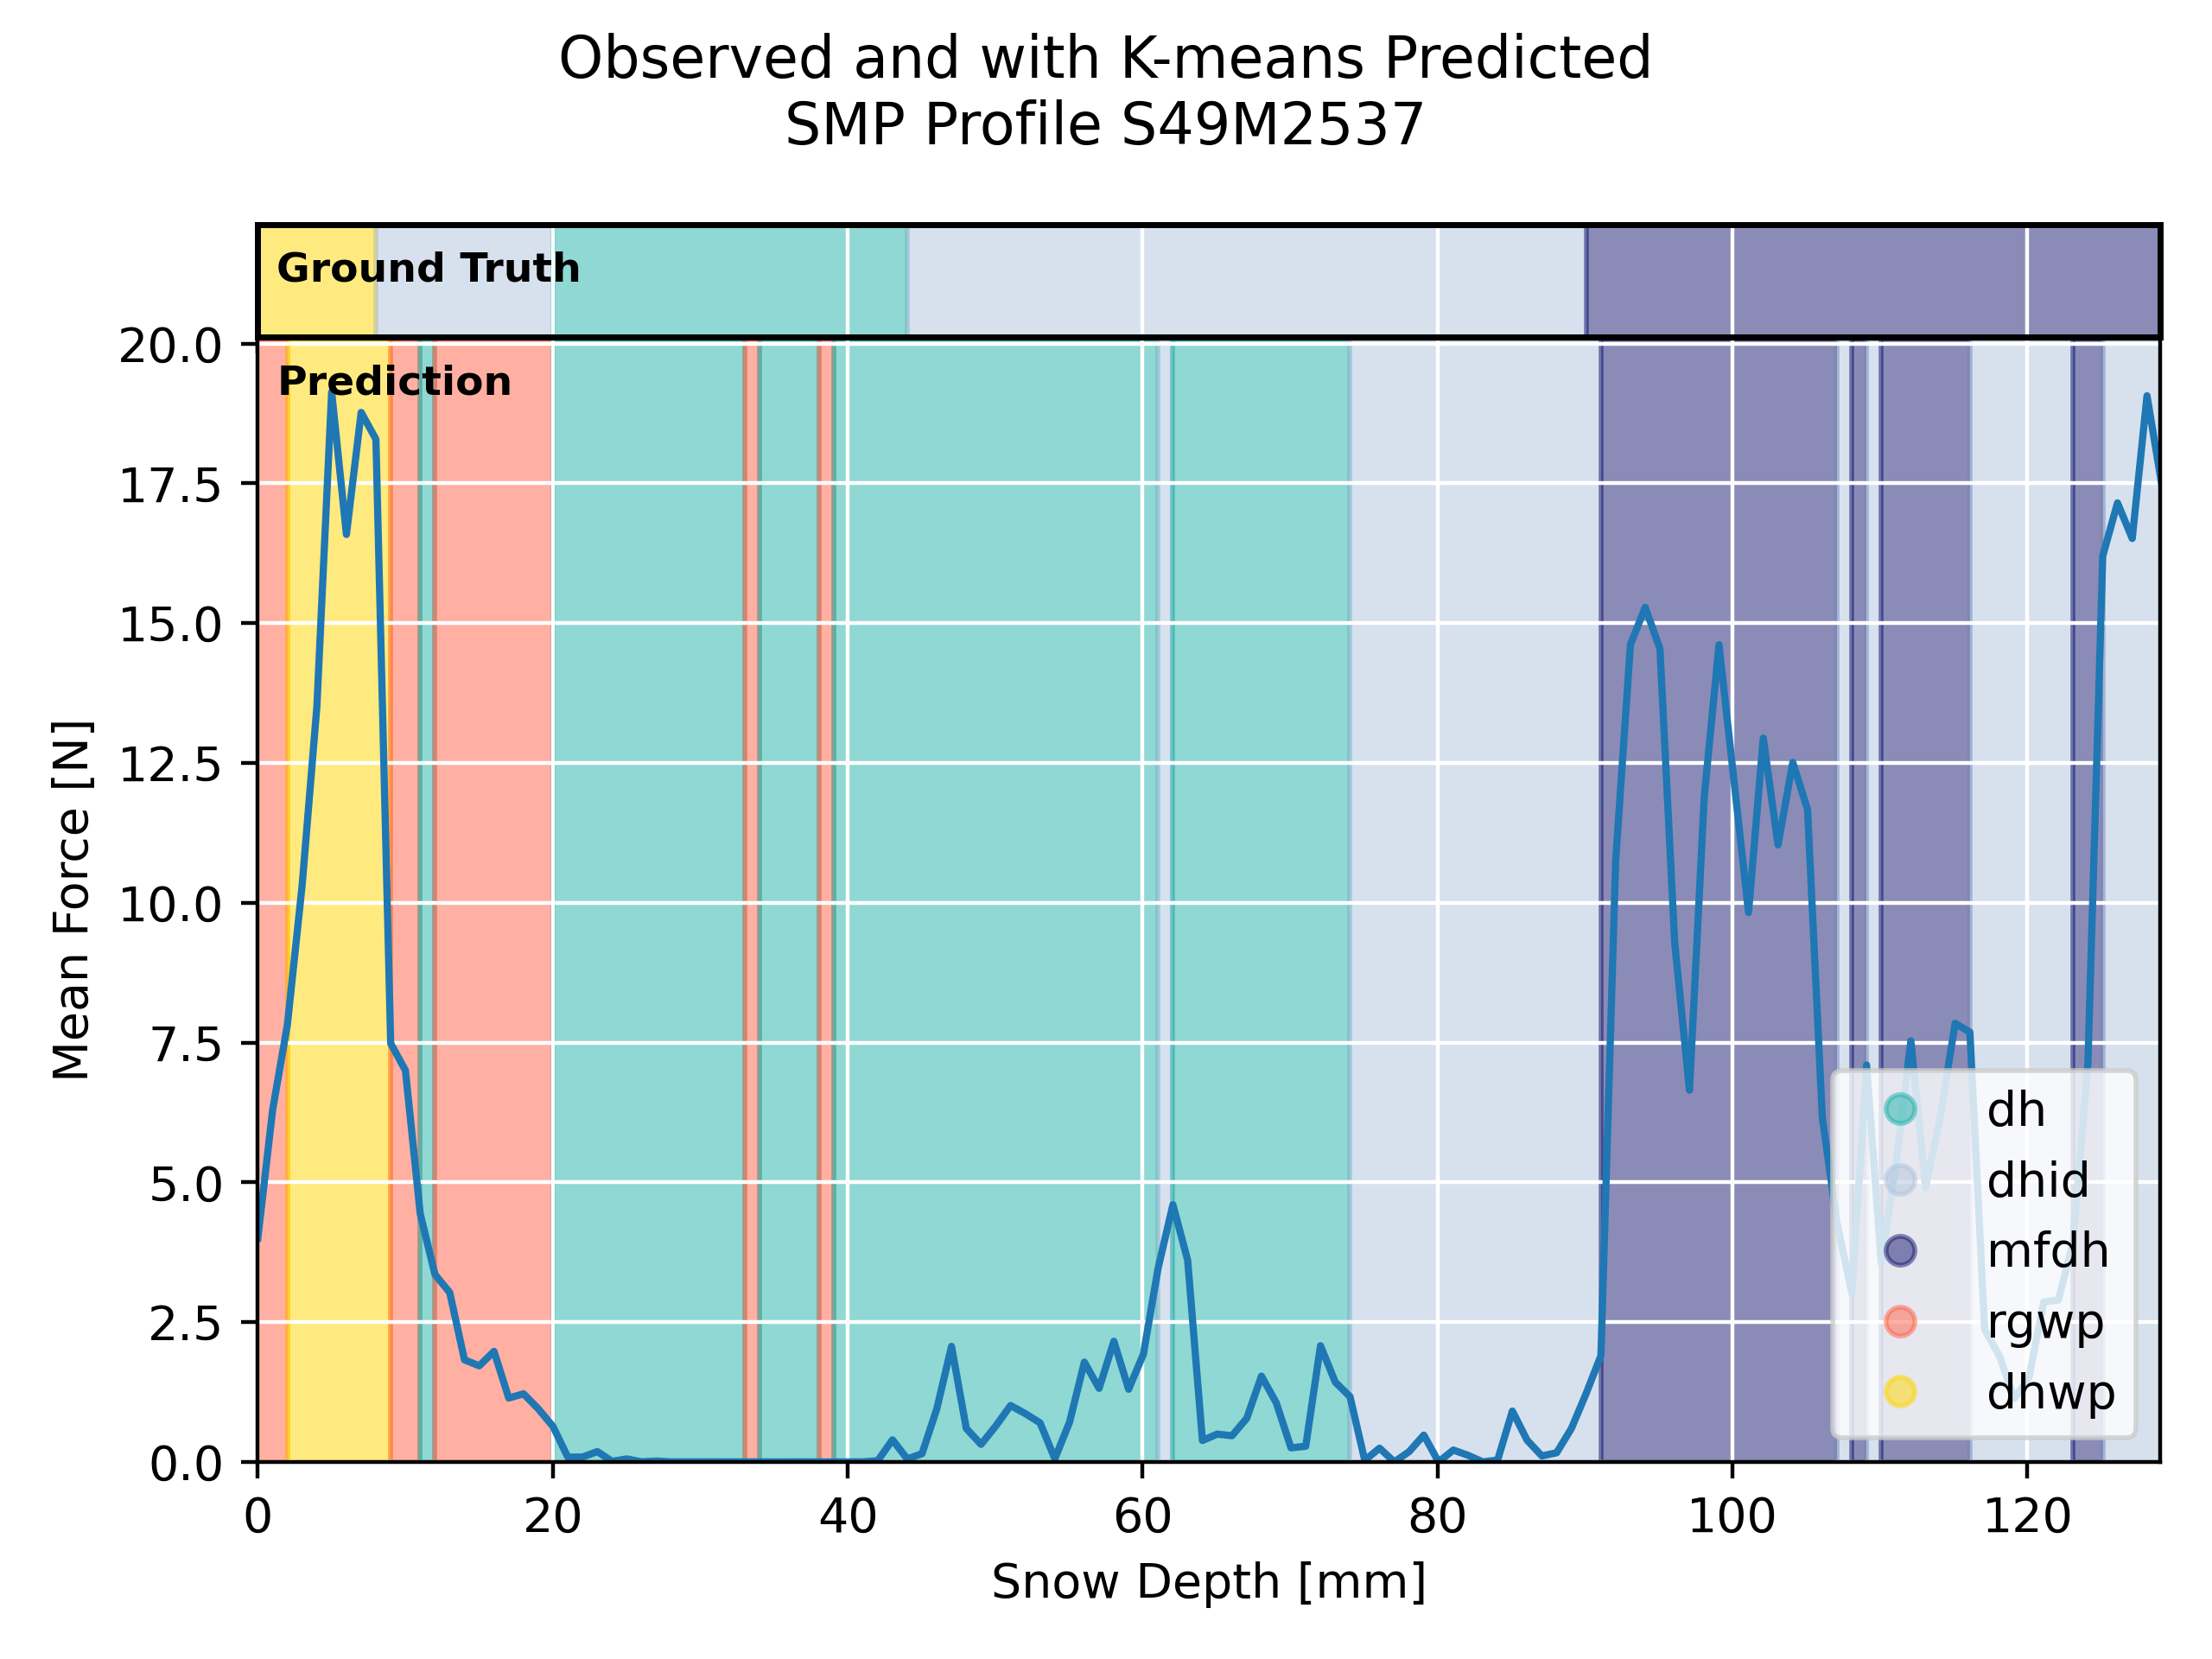 Observed and with K-means Predicted
SMP Profile S49M2537
Ground Truth
Prediction
20.0
17.5
15.0
12.5
10.0
7.5
5.0
2.5
0.0
Mean Force [N]
dh
dhid
mfdh
rgwp
dhwp
0 20 40 60 80 100 120
Snow Depth [mm]